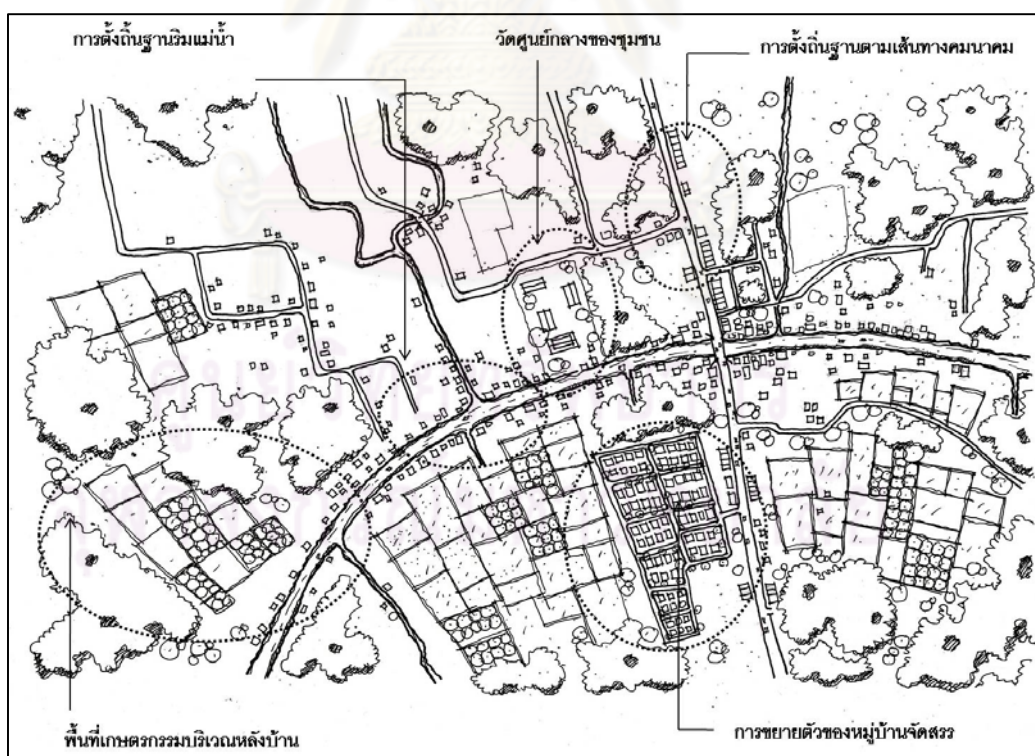 การตั้งถิ่นฐานริมแม่น้ำ
วัดศูนย์กลางของชุมชน
การตั้งถิ่นฐานตามเส้นทางคมนาคม
พื้นที่เกษตรกรรมบริเวณหลังบ้าน
การขยายตัวของหมู่บ้านจัดสรร